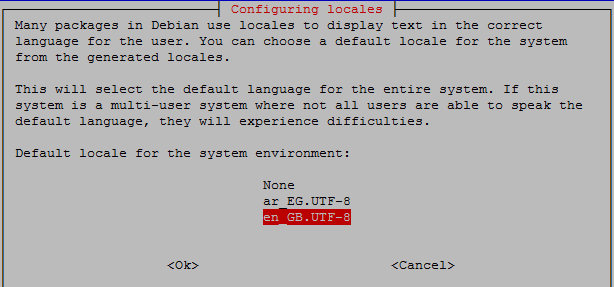 Configuring locales
Many packages in Debian use locales to display text in the correct
language for the user. You can choose a default locale for the system
from the generated locales.
This will select the default language for the entire system. If this
system is a multi-user system where not all users are able to speak the
default language, they will experience difficulties.
Default locale for the system environment:
None
ar_EG.UTF-8
en_GB.UTF-8
<Ok> <Cancel>